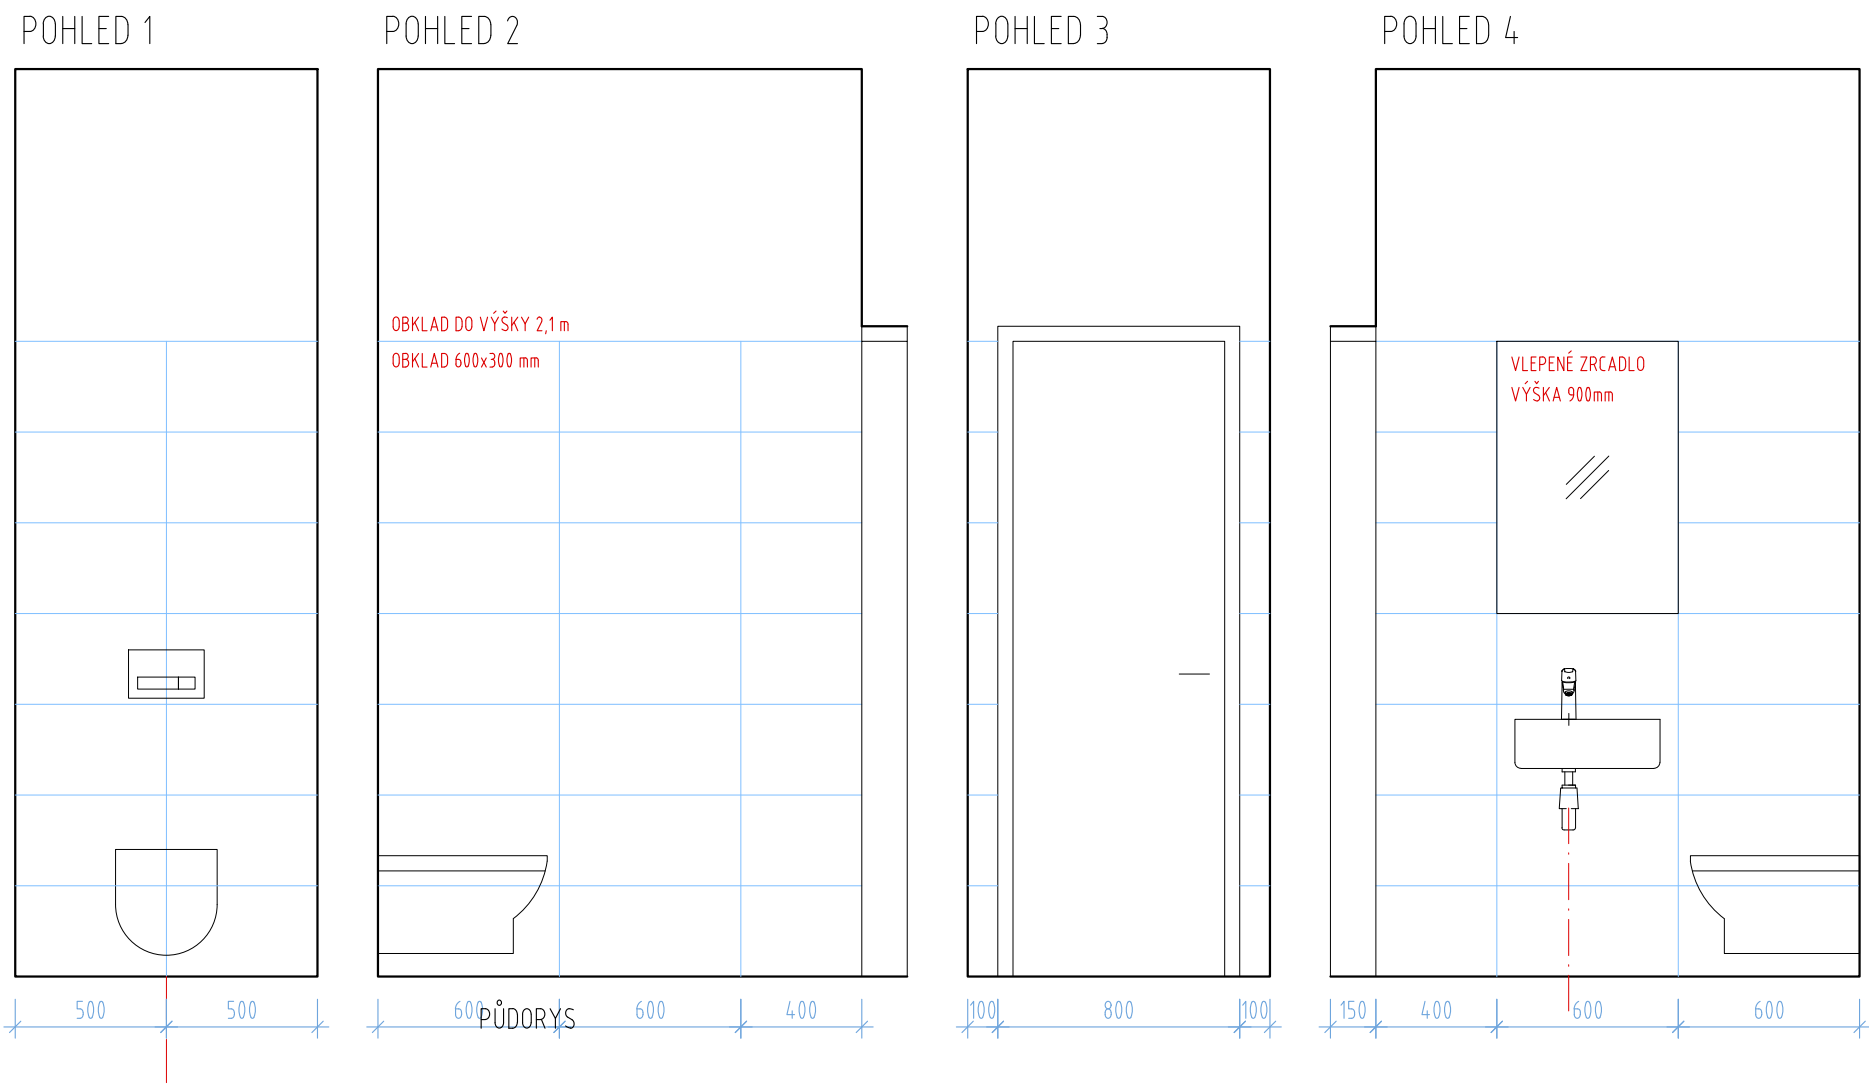 POHLED 1
POHLED 2
POHLED 3
POHLED 4
OBKLAD DO VÝŠKY 2,1 m
OBKLAD 600x300 mm
VLEPENÉ ZRCADLO
VÝŠKA 900mm
500 500
600 600 400
100 800 100
150 400 600 600
PŮDORYS